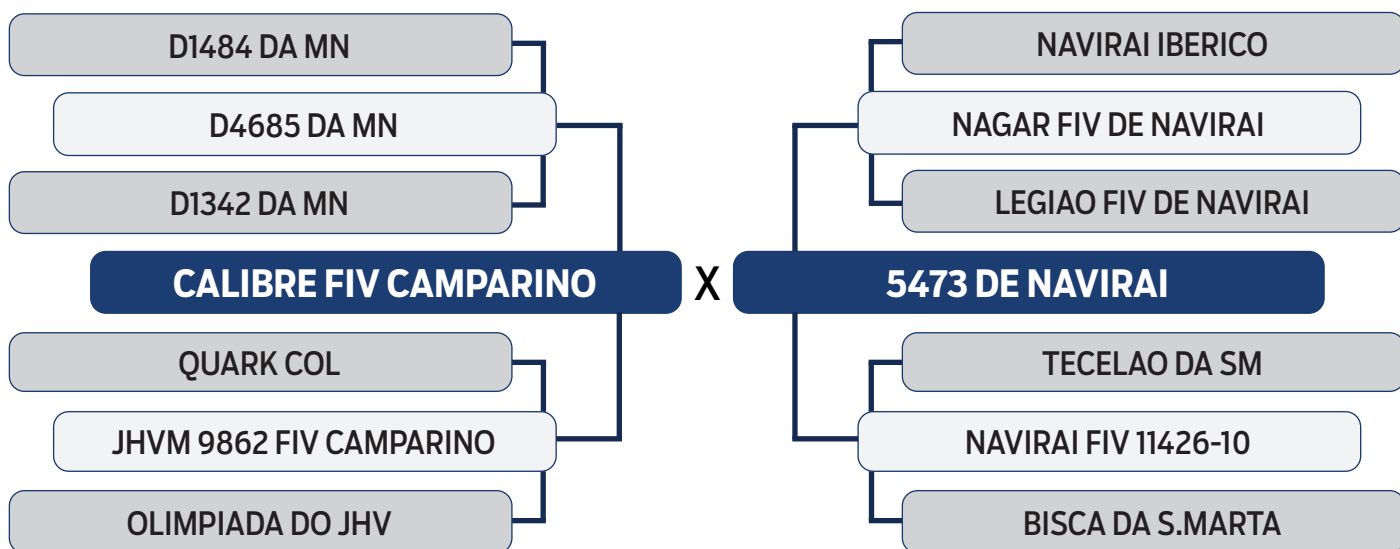 D1484 DA MN
D4685 DA MN
D1342 DA MN
CALIBRE FIV CAMPARINO
QUARK COL
JHVM 9862 FIV CAMPARINO
OLIMPIADA DO JHV
X
NAVIRAI IBERICO
NAGAR FIV DE NAVIRAI
LEGIAO FIV DE NAVIRAI
5473 DE NAVIRAI
TECELAO DA SM
NAVIRAI FIV 11426-10
BISCA DA S.MARTA